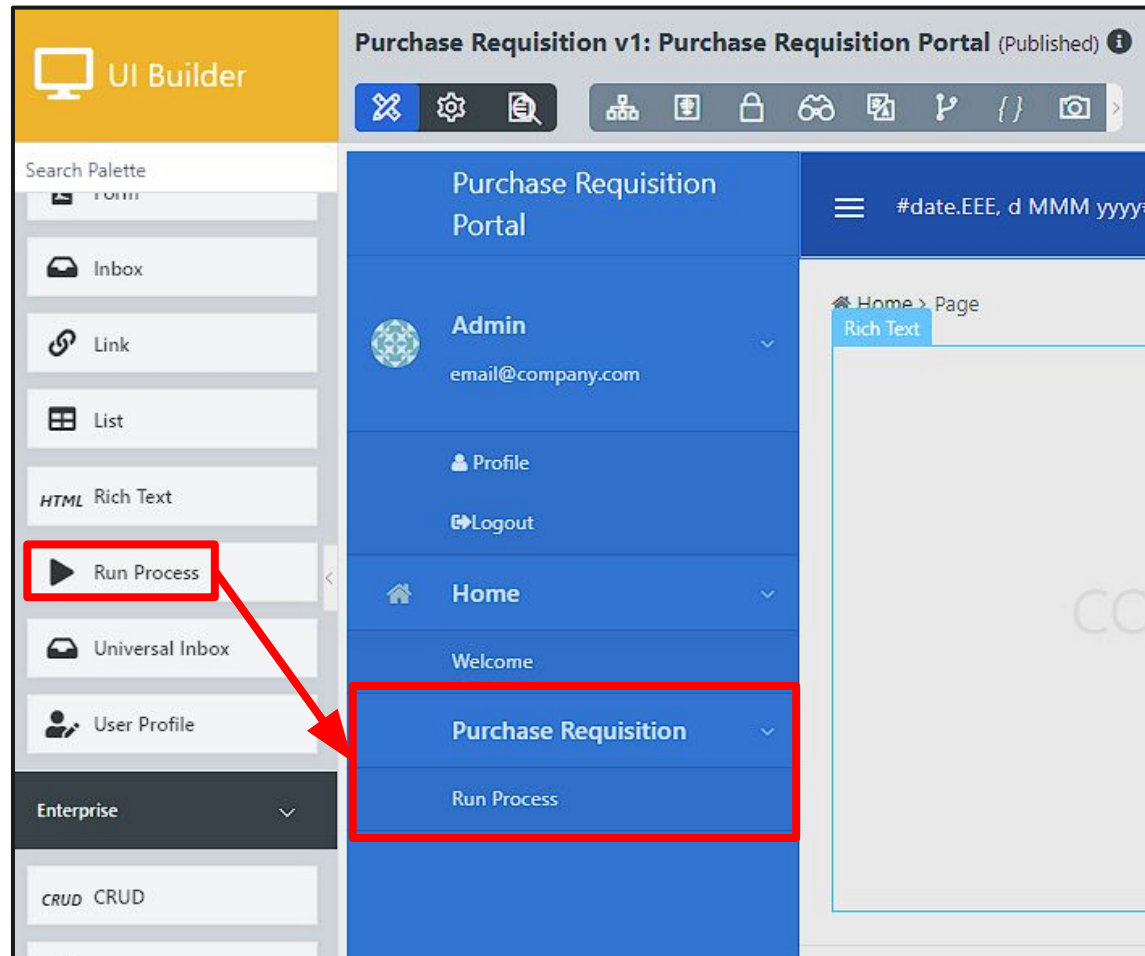 UI Builder
Purchase Requisition v1: Purchase Requisition Portal (Published)
Search Palette
Form
Inbox
Link
List
HTML Rich Text
Run Process
Universal Inbox
User Profile
Enterprise
CRUD CRUD
Purchase Requisition
Portal
Admin
email@company.com
Profile
Logout
Home
Welcome
Purchase Requisition
Run Process
#date.EEE, d MMM yyyy
Home > Page
Rich Text
CO